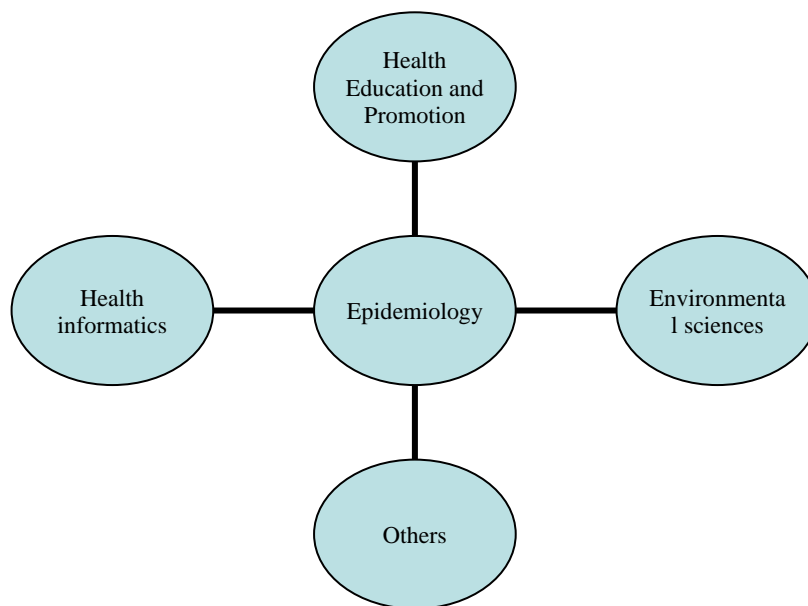 Health
Education and
Promotion
Health
informatics
Epidemiology
Environmenta
l sciences
Others